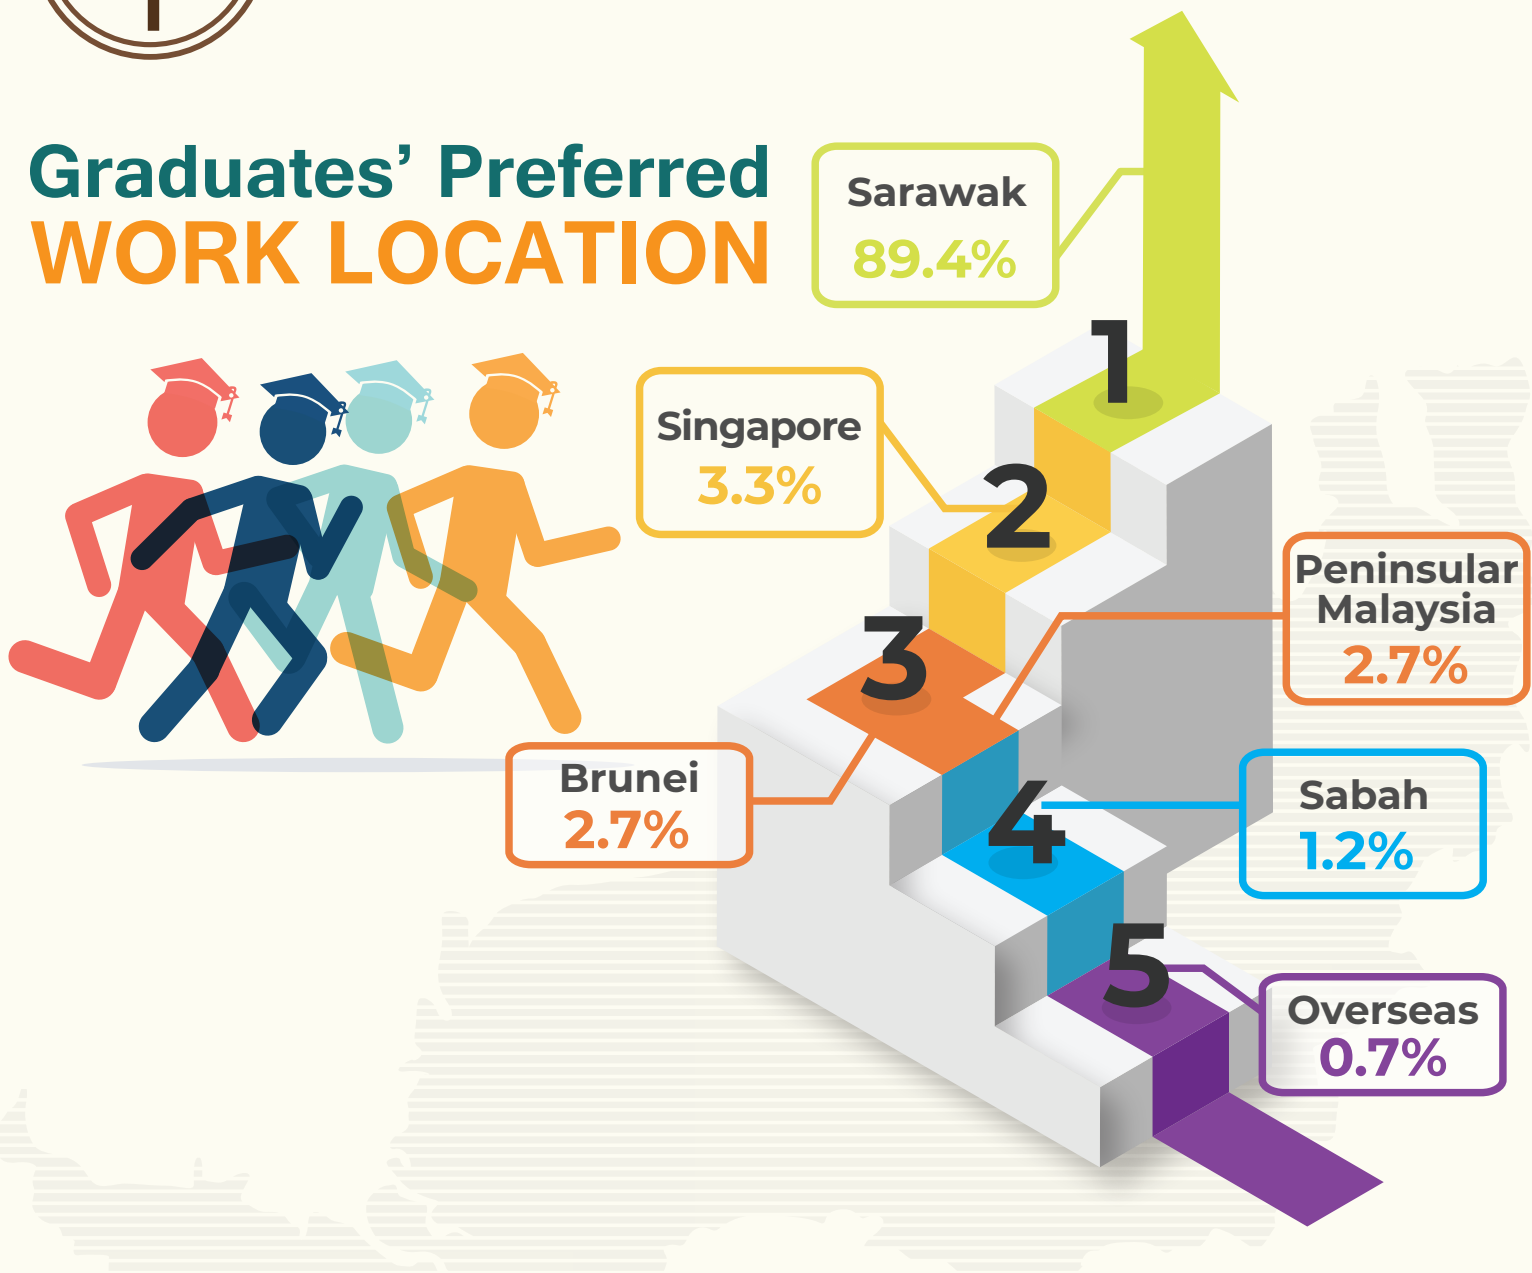 Graduates’ Preferred
WORK LOCATION
Sarawak
89.4%
1
Singapore
3.3%
2
Peninsular
Malaysia
2.7%
3
Brunei
2.7%
4
Sabah
1.2%
5
Overseas
0.7%